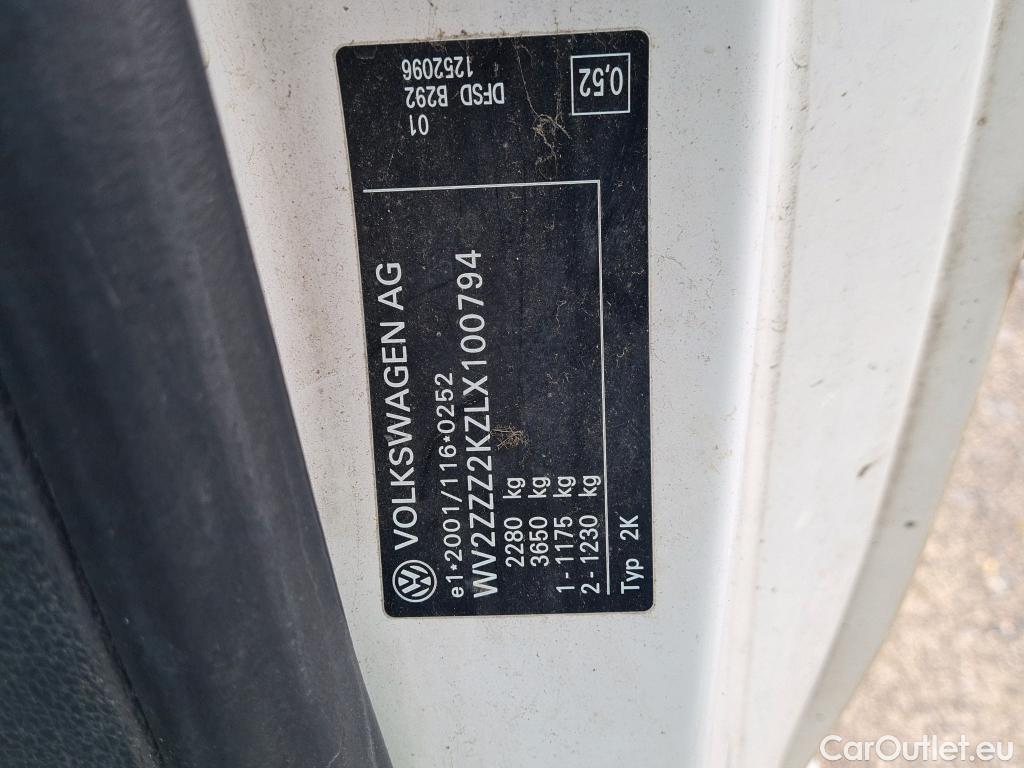 VOLKSWAGEN AG
e1*2001/116*0252
WV2ZZZ2KZLX100794
2280 kg
3650 kg
1 - 1175 kg
2 - 1230 kg
Typ 2K
01
DFSD B292
1252096
0,52
CarOutlet.eu